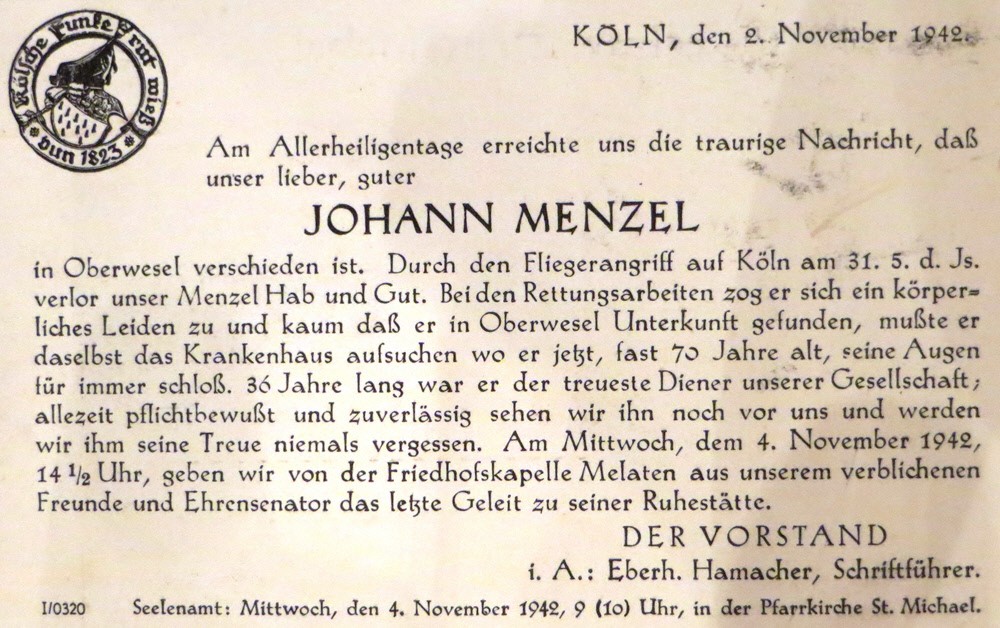 Kölsche Funke rut wieß
vun 1823
KÖLN, den 2. November 1942.
Am Allerheiligentage erreichte uns die traurige Nachricht, daß
unser lieber, guter
JOHANN MENZEL
in Oberwesel verschieden ist. Durch den Fliegerangriff auf Köln am 31. 5. d. Js.
verlor unser Menzel Hab und Gut. Bei den Rettungsarbeiten zog er sich ein körper=
liches Leiden zu und kaum daß er in Oberwesel Unterkunft gefunden, mußte er
daselbst das Krankenhaus aufsuchen wo er jetzt, fast 70 Jahre alt, seine Augen
für immer schloß. 36 Jahre lang war er der treueste Diener unserer Gesellschaft;
allezeit pflichtbewußt und zuverlässig sehen wir ihn noch vor uns und werden
wir ihm seine Treue niemals vergessen. Am Mittwoch, dem 4. November 1942,
14 ½ Uhr, geben wir von der Friedhofskapelle Melaten aus unserem verblichenen
Freunde und Ehrensenator das letzte Geleit zu seiner Ruhestätte.
DER VORSTAND
i. A.: Eberh. Hamacher, Schriftführer.
I/0320 Seelenamt: Mittwoch, den 4. November 1942, 9 (10) Uhr, in der Pfarrkirche St. Michael.